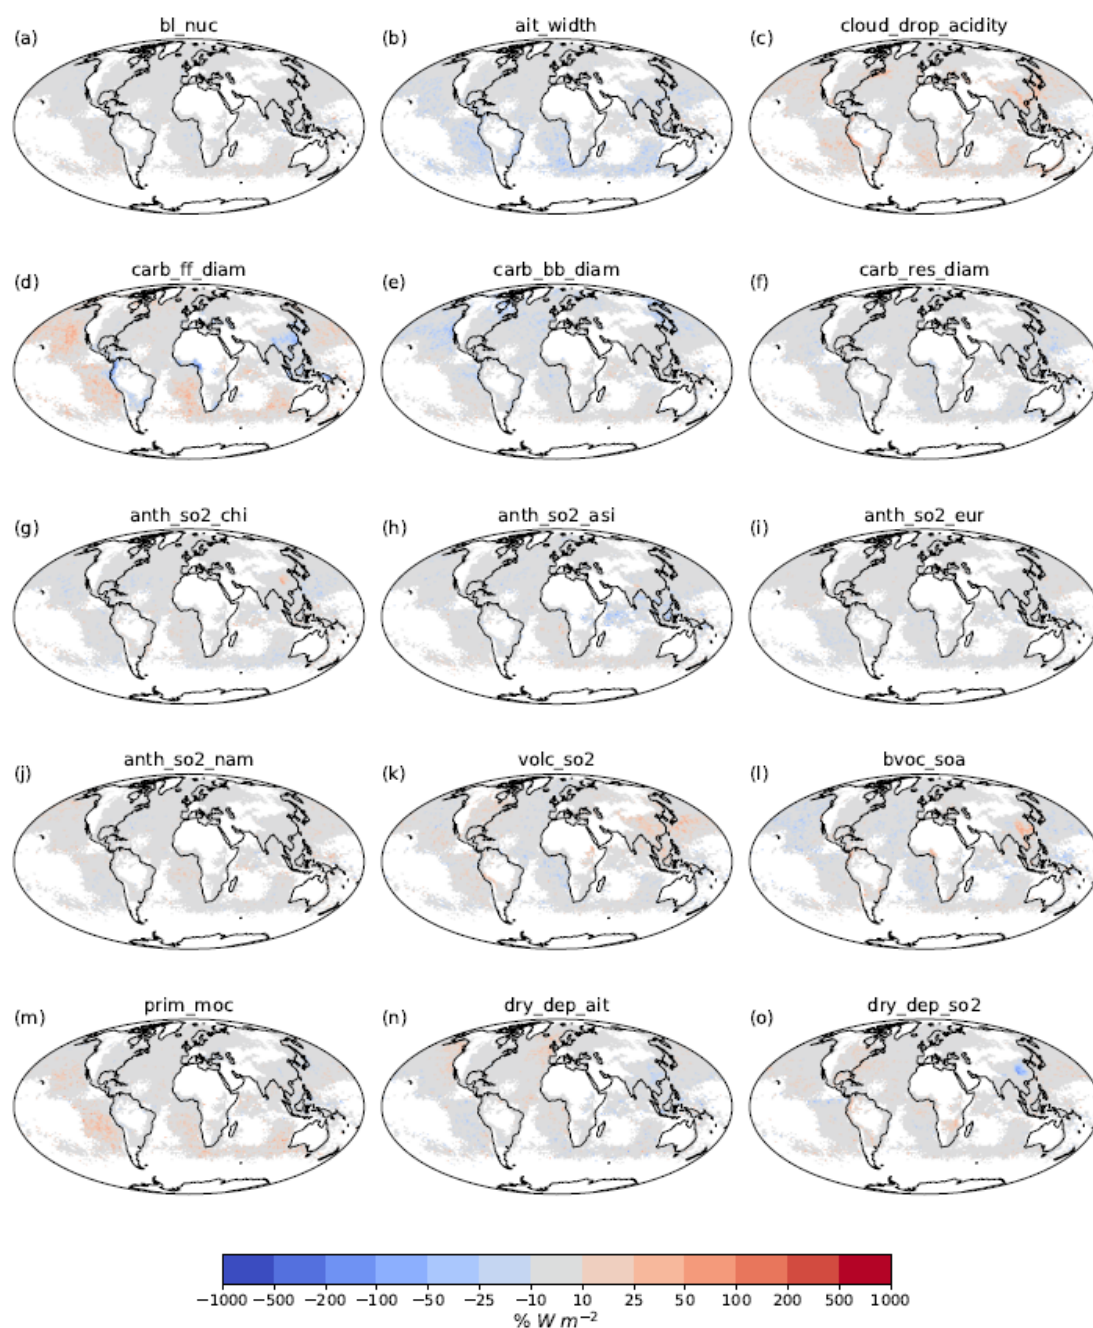 (a) bl_nuc (b) ait_width (c) cloud_drop_acidity
(d) carb_ff_diam (e) carb_bb_diam (f) carb_res_diam
(g) anth_so2_chi (h) anth_so2_asi (i) anth_so2_eur
(j) anth_so2_nam (k) volc_so2 (l) bvoc_soa
(m) prim_moc (n) dry_dep_ait (o) dry_dep_so2
−1000 −500 −200 −100 −50 −25 −10 10 25 50 100 200 500 1000
% W m⁻²